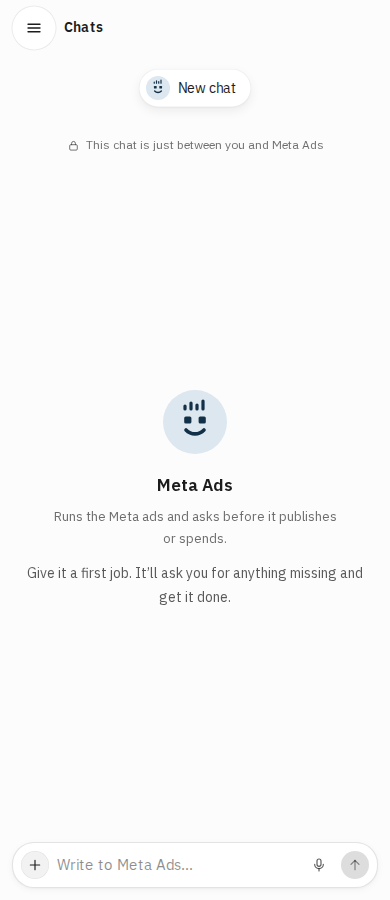 Chats
New chat
This chat is just between you and Meta Ads
Meta Ads
Runs the Meta ads and asks before it publishes
or spends.
Give it a first job. It’ll ask you for anything missing and
get it done.
Write to Meta Ads...